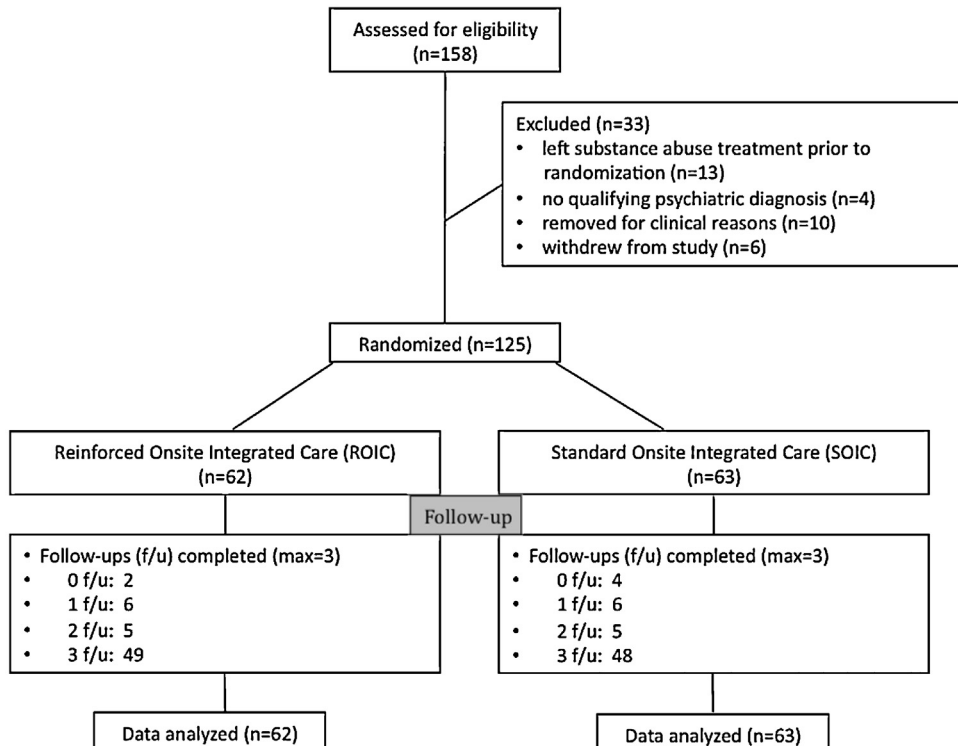 Assessed for eligibility
(n=158)
Excluded (n=33)
• left substance abuse treatment prior to
randomization (n=13)
• no qualifying psychiatric diagnosis (n=4)
• removed for clinical reasons (n=10)
• withdrew from study (n=6)
Randomized (n=125)
Reinforced Onsite Integrated Care (ROIC)
(n=62)
Standard Onsite Integrated Care (SOIC)
(n=63)
Follow-up
• Follow-ups (f/u) completed (max=3)
• 0 f/u: 2
• 1 f/u: 6
• 2 f/u: 5
• 3 f/u: 49
• Follow-ups (f/u) completed (max=3)
• 0 f/u: 4
• 1 f/u: 6
• 2 f/u: 5
• 3 f/u: 48
Data analyzed (n=62)
Data analyzed (n=63)